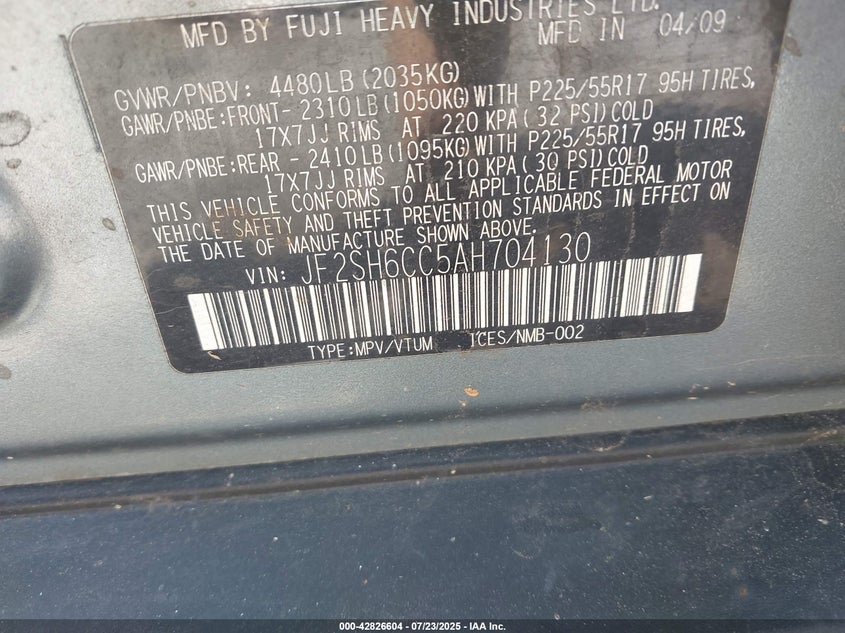 MFD BY FUJI HEAVY INDUSTRIES LTD.
MFD IN 04/09
GVWR/PNBV: 4480LB(2035KG)
GAWR/PNBE:FRONT- 2310LB(1050KG)WITH P225/55R17 95H TIRES,
17X7JJ RIMS AT 220 KPA(32 PSI)COLD
GAWR/PNBE:REAR - 2410LB(1095KG)WITH P225/55R17 95H TIRES,
17X7JJ RIMS AT 210 KPA(30 PSI)COLD
THIS VEHICLE CONFORMS TO ALL APPLICABLE FEDERAL MOTOR
VEHICLE SAFETY AND THEFT PREVENTION STANDARDS IN EFFECT ON
THE DATE OF MANUFACTURE SHOWN ABOVE.
VIN: JF2SH6CC5AH704130
TYPE:MPV/VTUM ICES/NMB-002
000-42826604 / 07/23/2025 - IAA Inc.